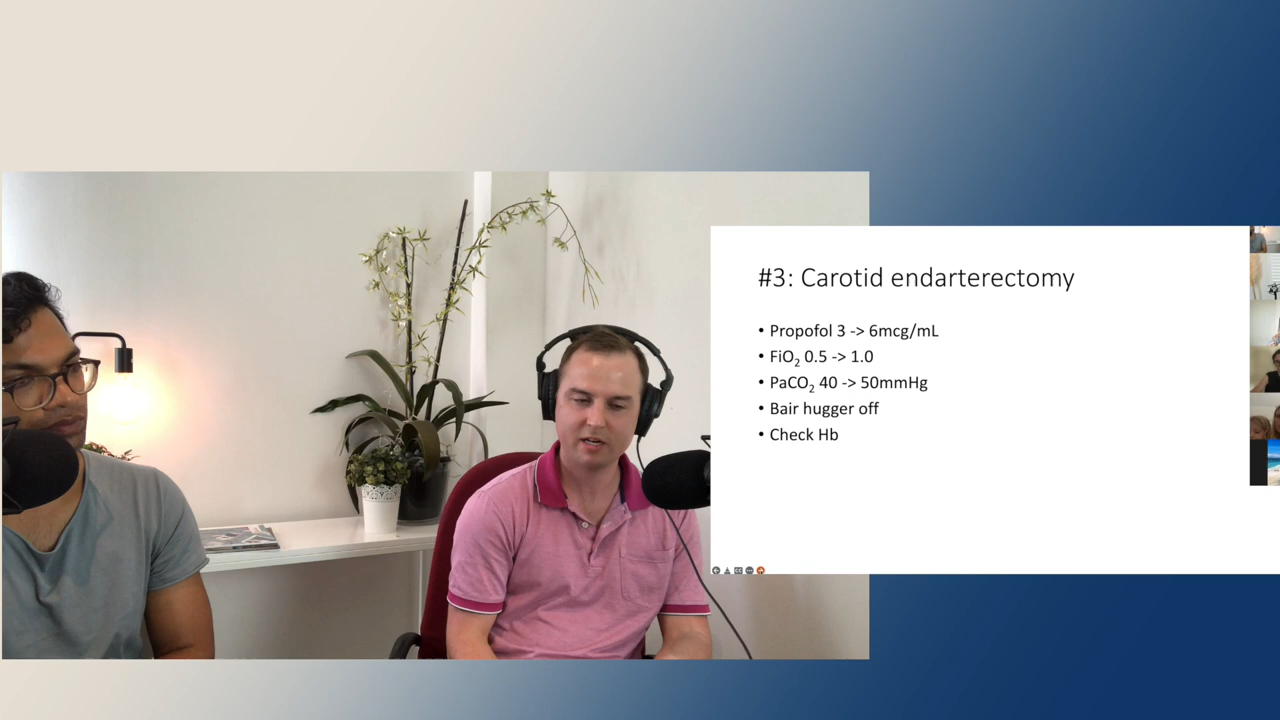 #3: Carotid endarterectomy
• Propofol 3 -> 6mcg/mL
• FiO₂ 0.5 -> 1.0
• PaCO₂ 40 -> 50mmHg
• Bair hugger off
• Check Hb